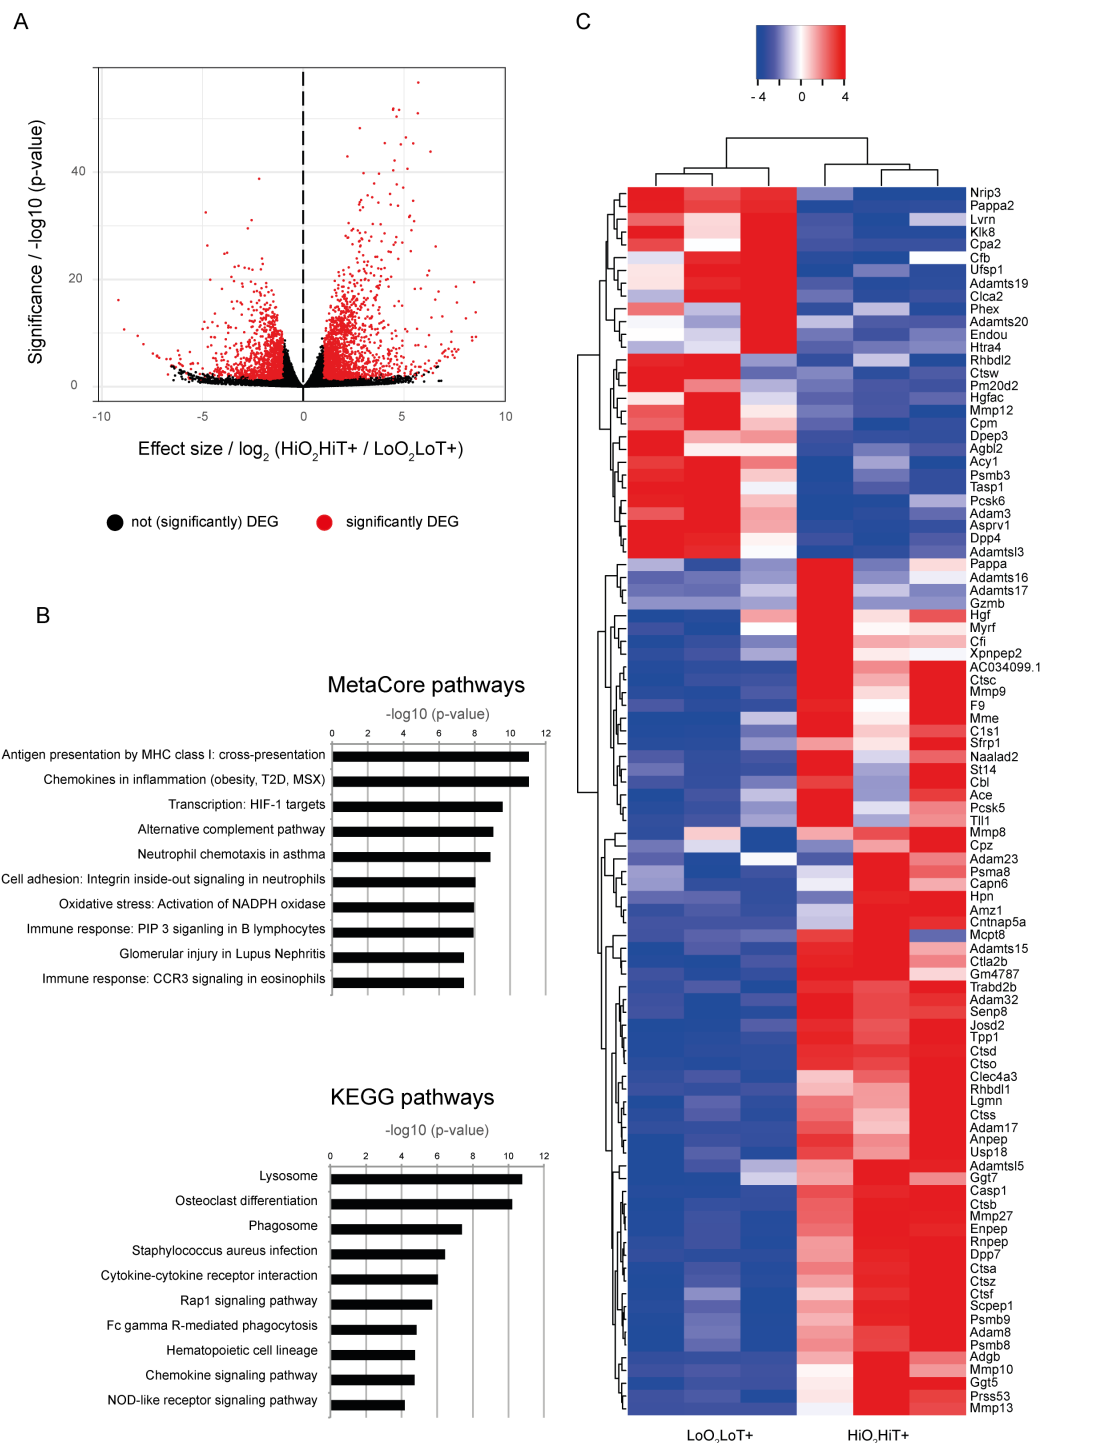 A
Significance / -log10 (p-value)
40
20
0
-10
-5
0
5
10
Effect size / log2 (HiO2HiT+ / LoO2LoT+)
not (significantly) DEG
significantly DEG
B
MetaCore pathways
-log10 (p-value)
0 2 4 6 8 10 12
Antigen presentation by MHC class I: cross-presentation
Chemokines in inflammation (obesity, T2D, MSX)
Transcription: HIF-1 targets
Alternative complement pathway
Neutrophil chemotaxis in asthma
Cell adhesion: Integrin inside-out signaling in neutrophils
Oxidative stress: Activation of NADPH oxidase
Immune response: PIP 3 siganling in B lymphocytes
Glomerular injury in Lupus Nephritis
Immune response: CCR3 signaling in eosinophils
KEGG pathways
-log10 (p-value)
0 2 4 6 8 10 12
Lysosome
Osteoclast differentiation
Phagosome
Staphylococcus aureus infection
Cytokine-cytokine receptor interaction
Rap1 signaling pathway
Fc gamma R-mediated phagocytosis
Hematopoietic cell lineage
Chemokine signaling pathway
NOD-like receptor signaling pathway
C
- 4 0 4
Nrip3
Pappa2
Lvrn
Klk8
Cpa2
Cfb
Ufsp1
Adamts19
Clca2
Phex
Adamts20
Endou
Htra4
Rhbdl2
Ctsw
Pm20d2
Hgfac
Mmp12
Cpm
Dpep3
Agbl2
Acy1
Psmb3
Tasp1
Pcsk6
Adam3
Asprv1
Dpp4
Adamtsl3
Pappa
Adamts16
Adamts17
Gzmb
Hgf
Myrf
Cfi
Xpnpep2
AC034099.1
Ctsc
Mmp9
F9
Mme
C1s1
Sfrp1
Naalad2
St14
Cbl
Ace
Pcsk5
Tll1
Mmp8
Cpz
Adam23
Psma8
Capn6
Hpn
Amz1
Cntnap5a
Mcpt8
Adamts15
Ctla2b
Gm4787
Trabd2b
Adam32
Senp8
Josd2
Tpp1
Ctsd
Ctso
Clec4a3
Rhbdl1
Lgmn
Ctss
Adam17
Anpep
Usp18
Adamtsl5
Ggt7
Casp1
Ctsb
Mmp27
Enpep
Rnpep
Dpp7
Ctsa
Ctsz
Ctsf
Scpep1
Psmb9
Adam8
Psmb8
Adgb
Mmp10
Ggt5
Prss53
Mmp13
LoO2LoT+
HiO2HiT+